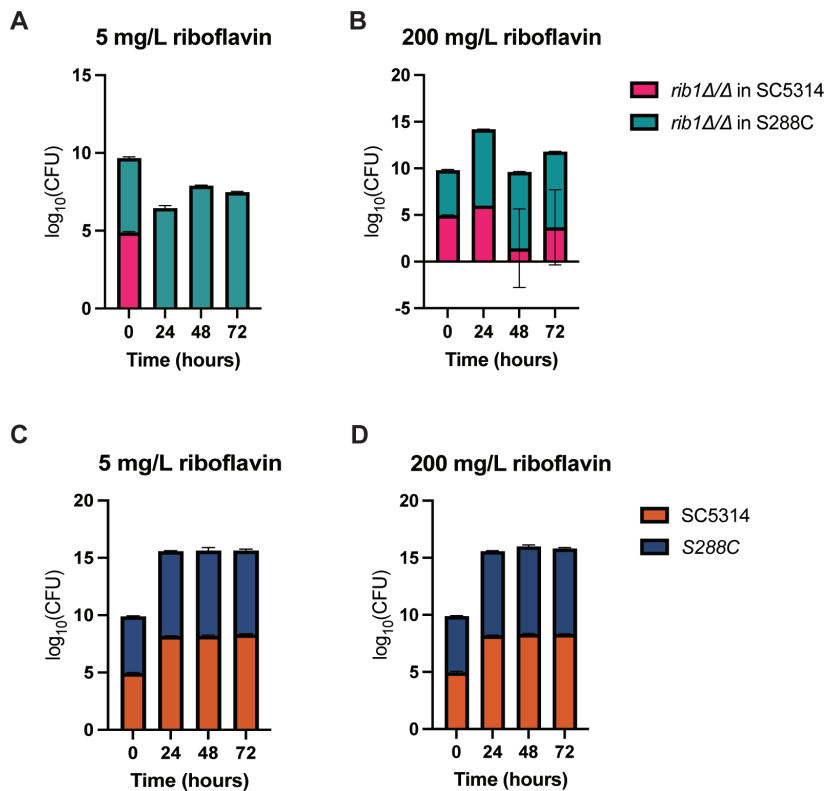 A
5 mg/L riboflavin
15
10
5
0
log10(CFU)
0 24 48 72
Time (hours)
B
200 mg/L riboflavin
20
15
10
5
0
-5
log10(CFU)
0 24 48 72
Time (hours)
rib1Δ/Δ in SC5314
rib1Δ/Δ in S288C
C
5 mg/L riboflavin
20
15
10
5
0
log10(CFU)
0 24 48 72
Time (hours)
D
200 mg/L riboflavin
20
15
10
5
0
log10(CFU)
0 24 48 72
Time (hours)
SC5314
S288C